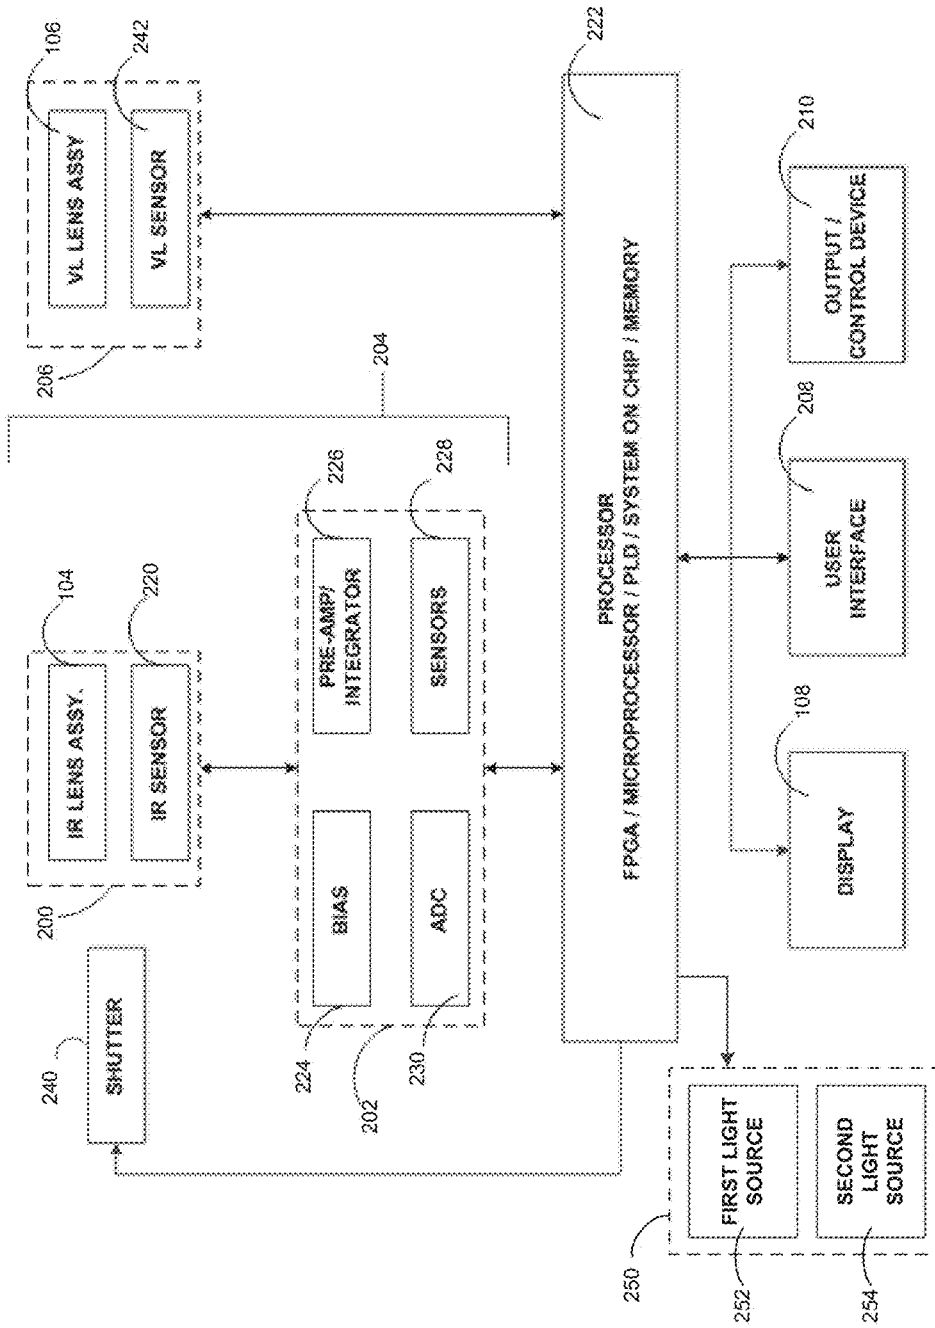 240
SHUTTER
200
IR LENS ASSY.
104
IR SENSOR
220
206
VL LENS ASSY
106
VL SENSOR
242
204
202
BIAS
224
PRE-AMP/
INTEGRATOR
226
ADC
230
SENSORS
228
PROCESSOR
FPGA / MICROPROCESSOR / PLD / SYSTEM ON CHIP / MEMORY
222
250
FIRST LIGHT
SOURCE
252
SECOND
LIGHT
SOURCE
254
DISPLAY
108
USER
INTERFACE
208
OUTPUT /
CONTROL DEVICE
210